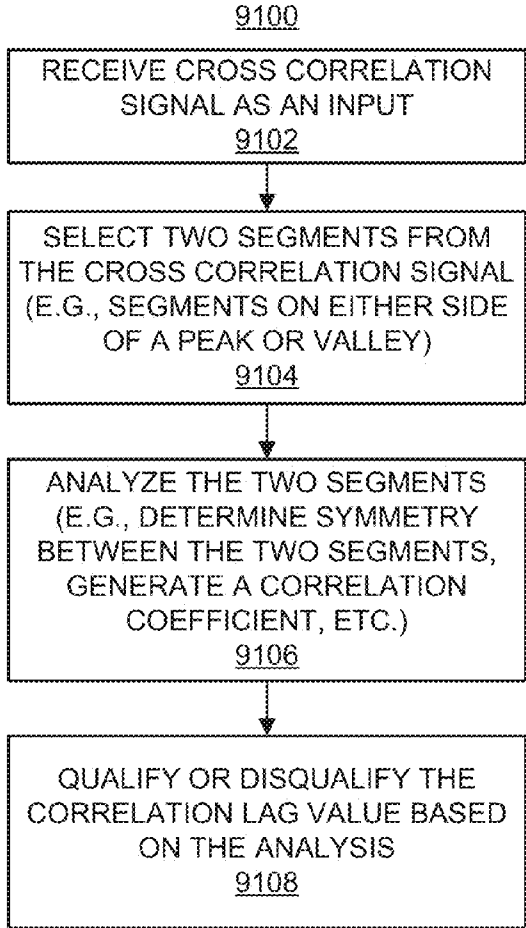 9100
RECEIVE CROSS CORRELATION
SIGNAL AS AN INPUT
9102
SELECT TWO SEGMENTS FROM
THE CROSS CORRELATION SIGNAL
(E.G., SEGMENTS ON EITHER SIDE
OF A PEAK OR VALLEY)
9104
ANALYZE THE TWO SEGMENTS
(E.G., DETERMINE SYMMETRY
BETWEEN THE TWO SEGMENTS,
GENERATE A CORRELATION
COEFFICIENT, ETC.)
9106
QUALIFY OR DISQUALIFY THE
CORRELATION LAG VALUE BASED
ON THE ANALYSIS
9108